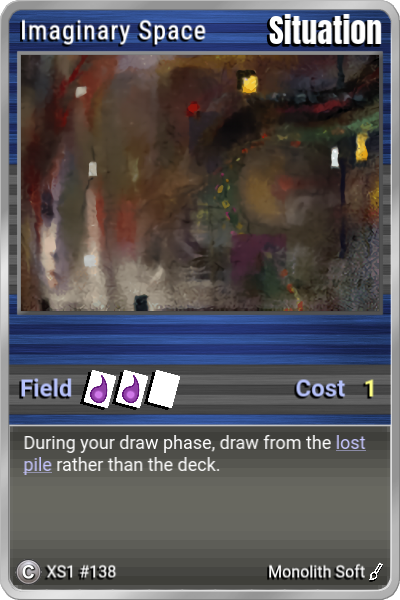 Imaginary Space
Situation
Field
Cost 1
During your draw phase, draw from the lost
pile rather than the deck.
C XS1 #138
Monolith Soft